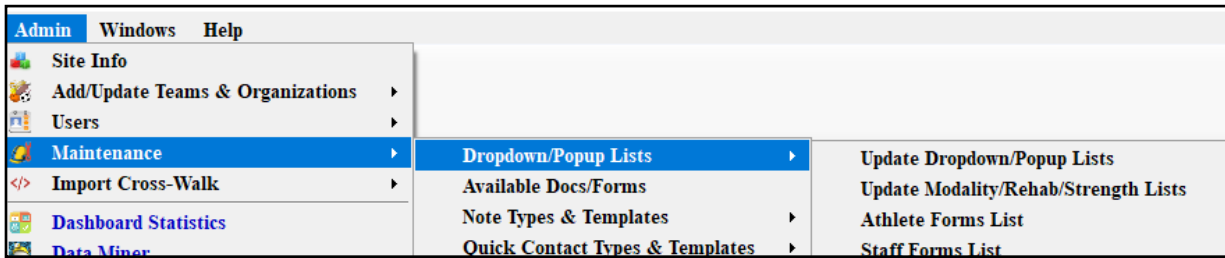 Admin Windows Help
Site Info
Add/Update Teams & Organizations
Users
Maintenance
Import Cross-Walk
Dashboard Statistics
Data Miner
Dropdown/Popup Lists
Available Docs/Forms
Note Types & Templates
Quick Contact Types & Templates
Update Dropdown/Popup Lists
Update Modality/Rehab/Strength Lists
Athlete Forms List
Staff Forms List